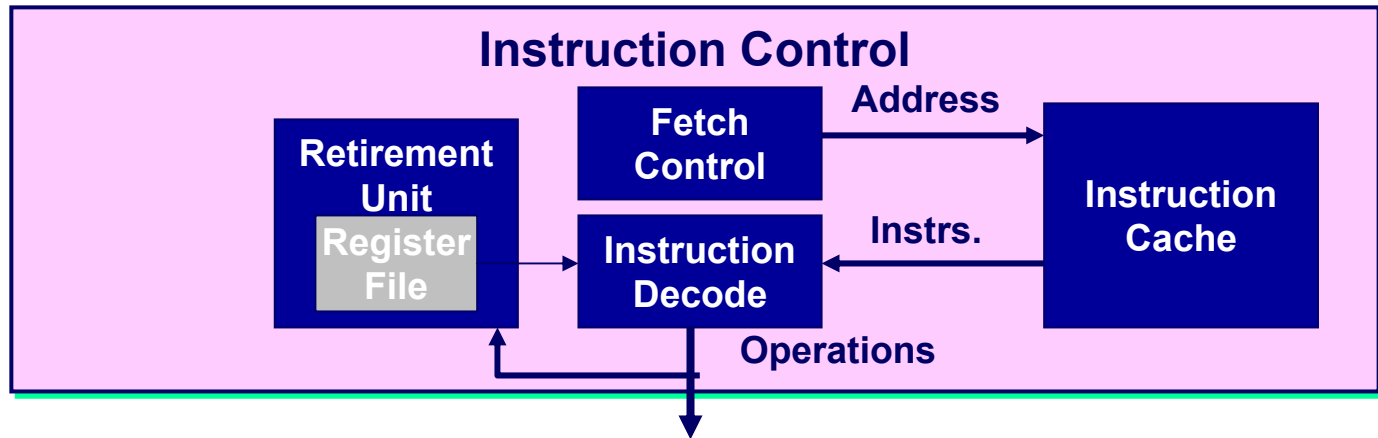 Instruction Control
Address
Fetch
Control
Retirement
Unit
Register
File
Instruction
Decode
Instrs.
Instruction
Cache
Operations